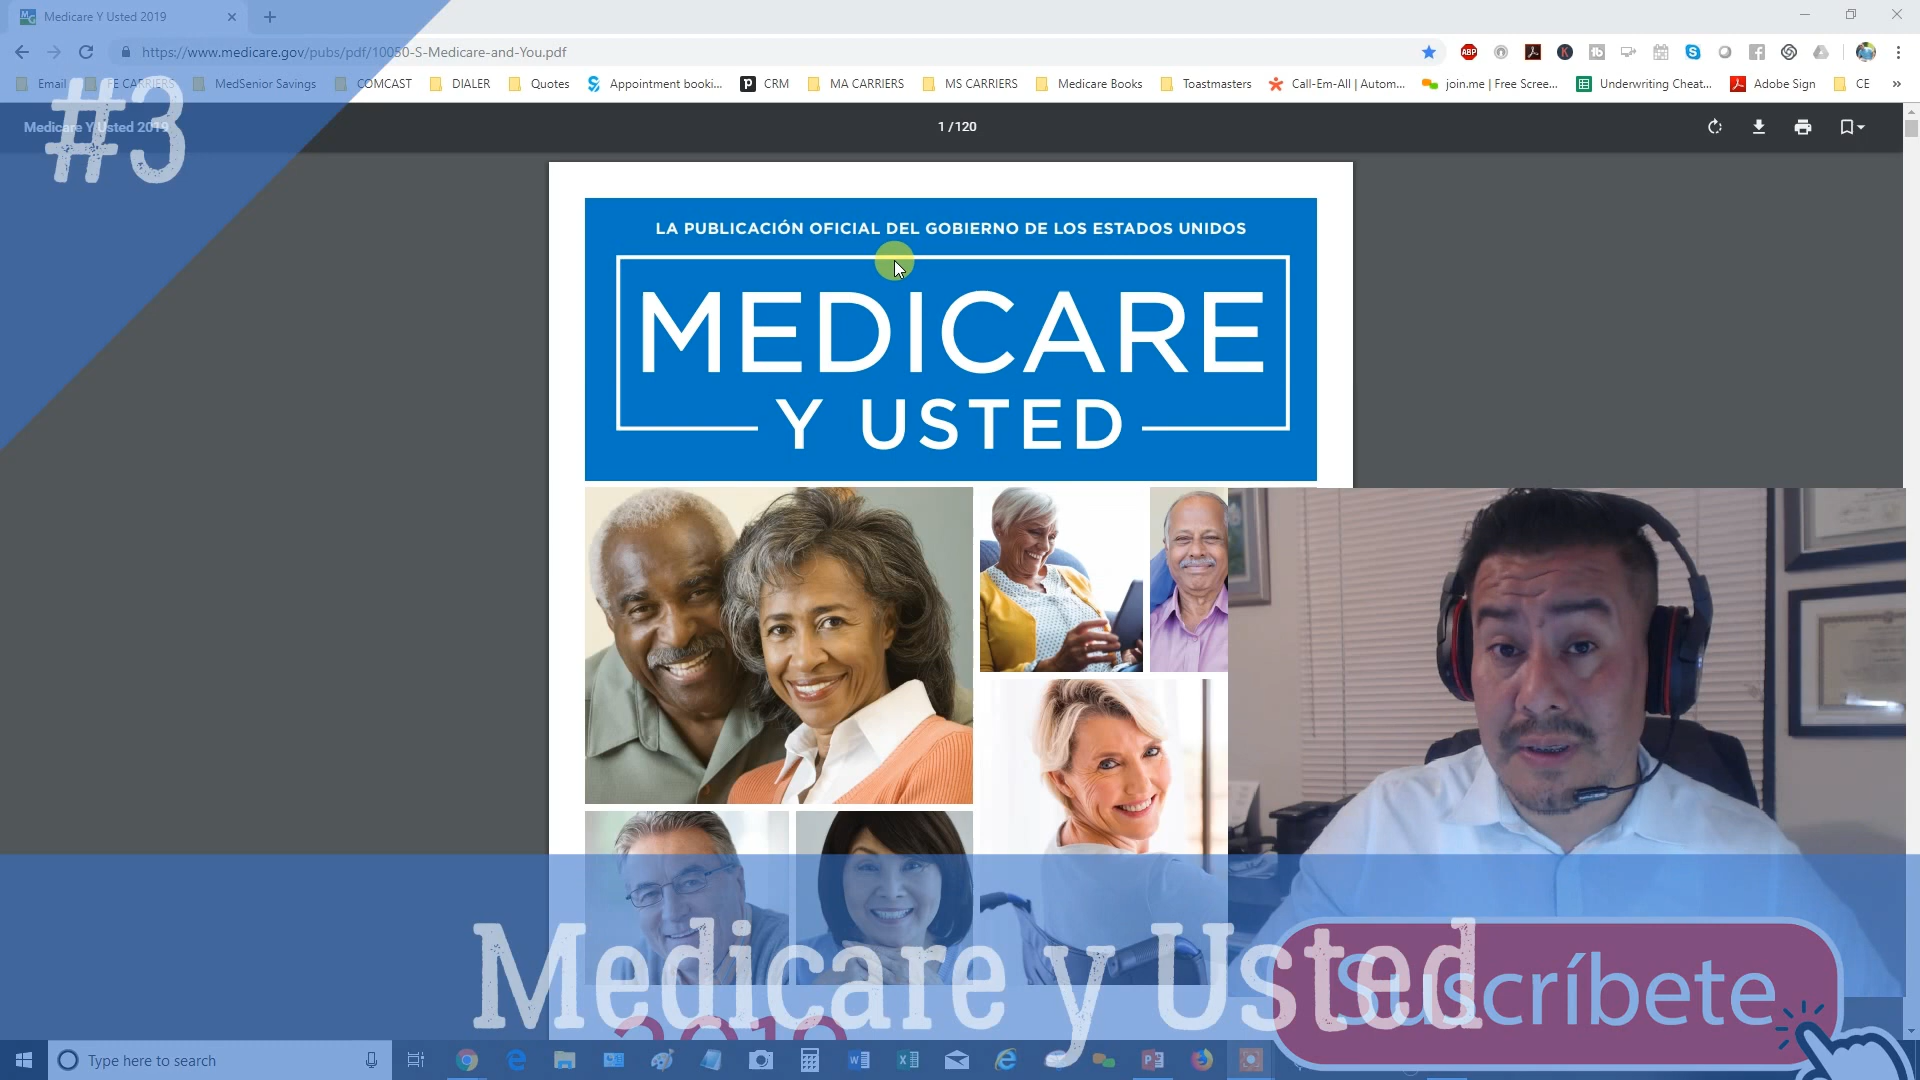 Medicare Y Usted 2019
https://www.medicare.gov/pubs/pdf/10050-S-Medicare-and-You.pdf
Email FE CARRIERS MedSenior Savings COMCAST DIALER Quotes Appointment booki... CRM MA CARRIERS MS CARRIERS Medicare Books Toastmasters Call-Em-All | Autom... join.me | Free Scree... Underwriting Cheat... Adobe Sign CE »
#3
Medicare Y Usted 2019 1 / 120
LA PUBLICACIÓN OFICIAL DEL GOBIERNO DE LOS ESTADOS UNIDOS
MEDICARE
Y USTED
Medicare y Usted
Suscríbete
2019
Type here to search